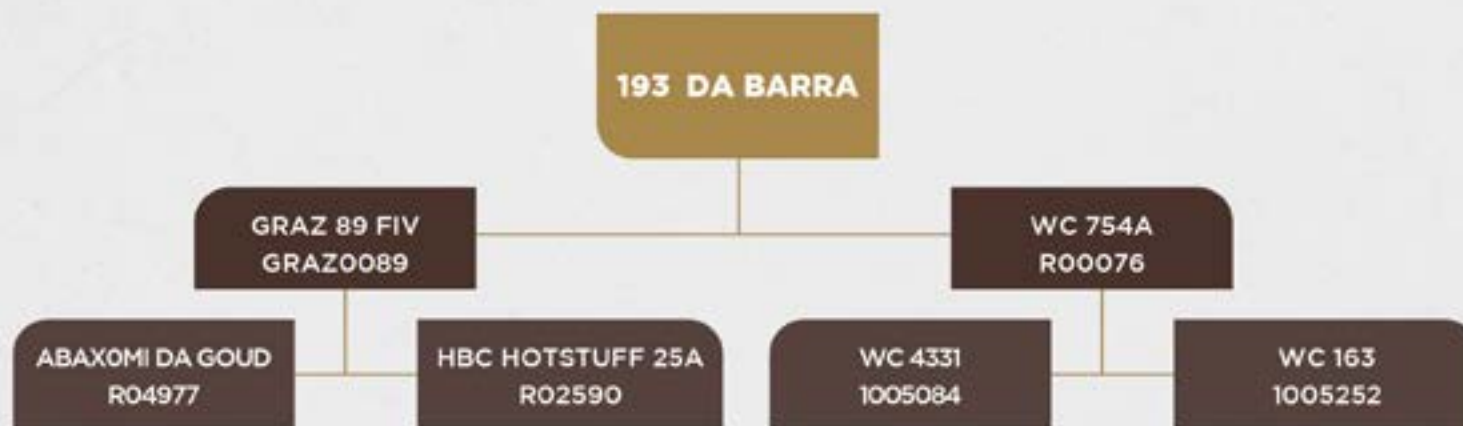 193 DA BARRA
GRAZ 89 FIV
GRAZ0089
WC 754A
R00076
ABAX0MI DA GOUD
R04977
HBC HOTSTUFF 25A
R02590
WC 4331
1005084
WC 163
1005252